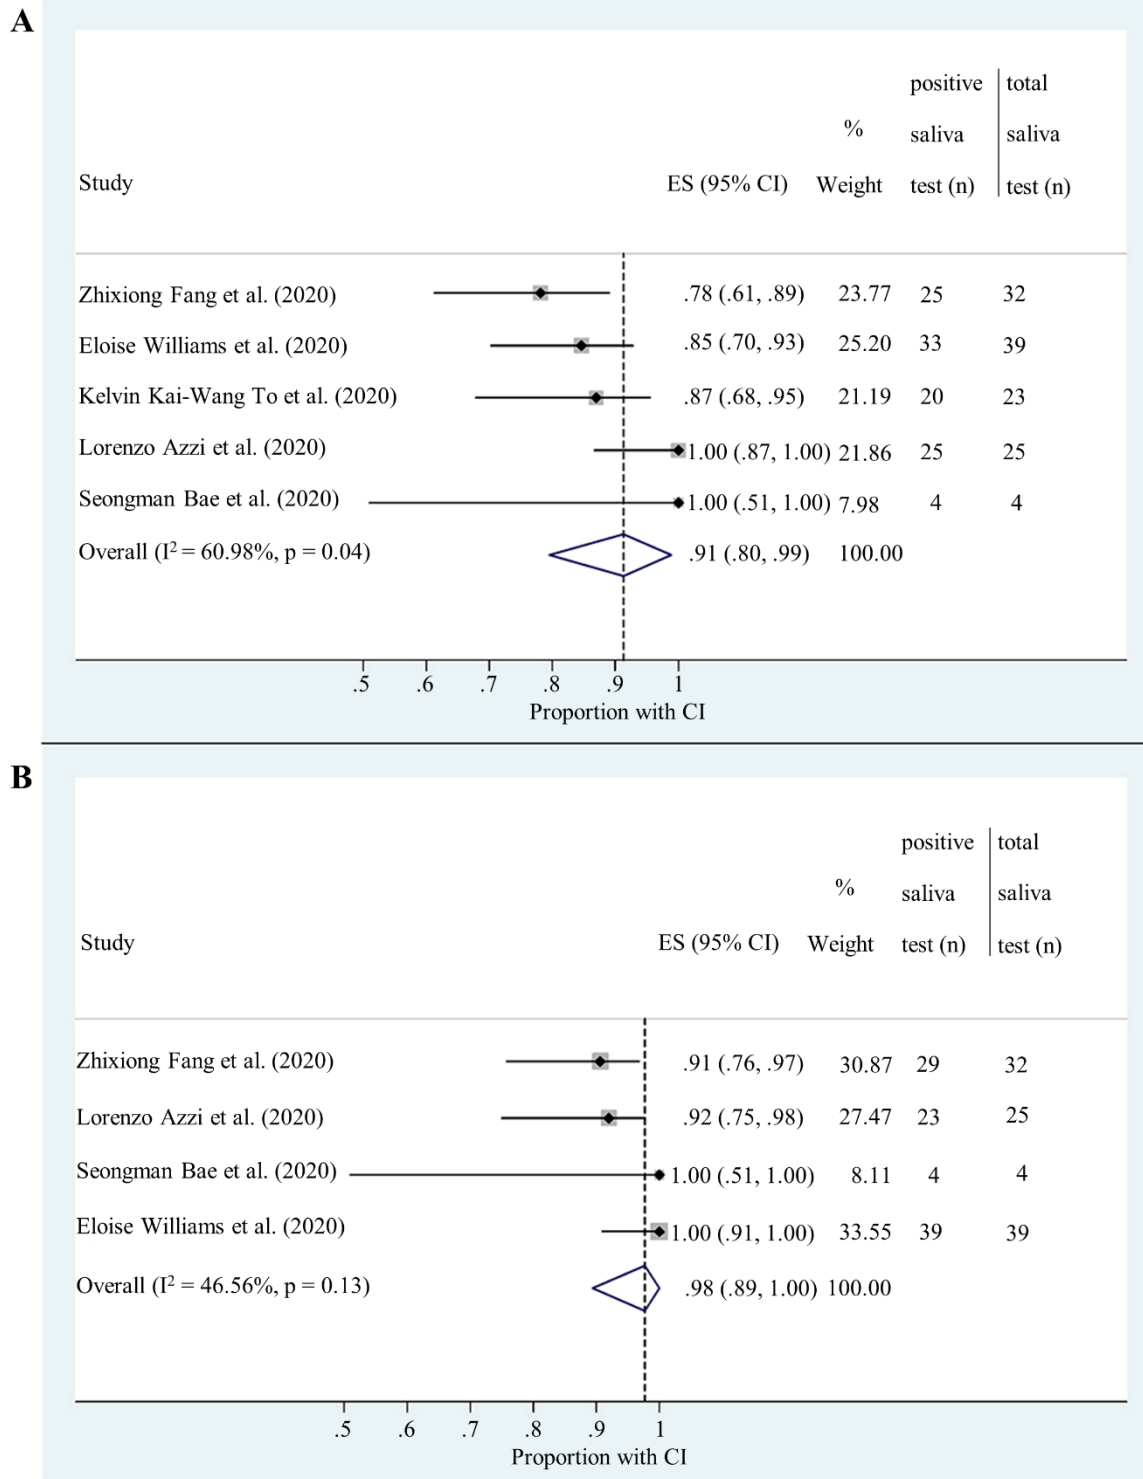 A
positive total
% saliva saliva
Study ES (95% CI) Weight test (n) test (n)
Zhixiong Fang et al. (2020) .78 (.61, .89) 23.77 25 32
Eloise Williams et al. (2020) .85 (.70, .93) 25.20 33 39
Kelvin Kai-Wang To et al. (2020) .87 (.68, .95) 21.19 20 23
Lorenzo Azzi et al. (2020) 1.00 (.87, 1.00) 21.86 25 25
Seongman Bae et al. (2020) 1.00 (.51, 1.00) 7.98 4 4
Overall (I² = 60.98%, p = 0.04) .91 (.80, .99) 100.00
.5 .6 .7 .8 .9 1
Proportion with CI
B
positive total
% saliva saliva
Study ES (95% CI) Weight test (n) test (n)
Zhixiong Fang et al. (2020) .91 (.76, .97) 30.87 29 32
Lorenzo Azzi et al. (2020) .92 (.75, .98) 27.47 23 25
Seongman Bae et al. (2020) 1.00 (.51, 1.00) 8.11 4 4
Eloise Williams et al. (2020) 1.00 (.91, 1.00) 33.55 39 39
Overall (I² = 46.56%, p = 0.13) .98 (.89, 1.00) 100.00
.5 .6 .7 .8 .9 1
Proportion with CI